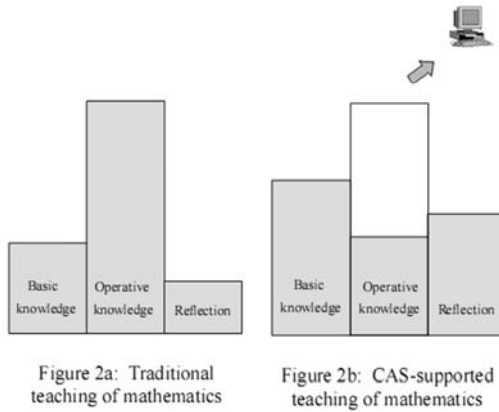 Basic
knowledge
Operative
knowledge
Reflection
Figure 2a: Traditional
teaching of mathematics
Basic
knowledge
Operative
knowledge
Reflection
Figure 2b: CAS-supported
teaching of mathematics